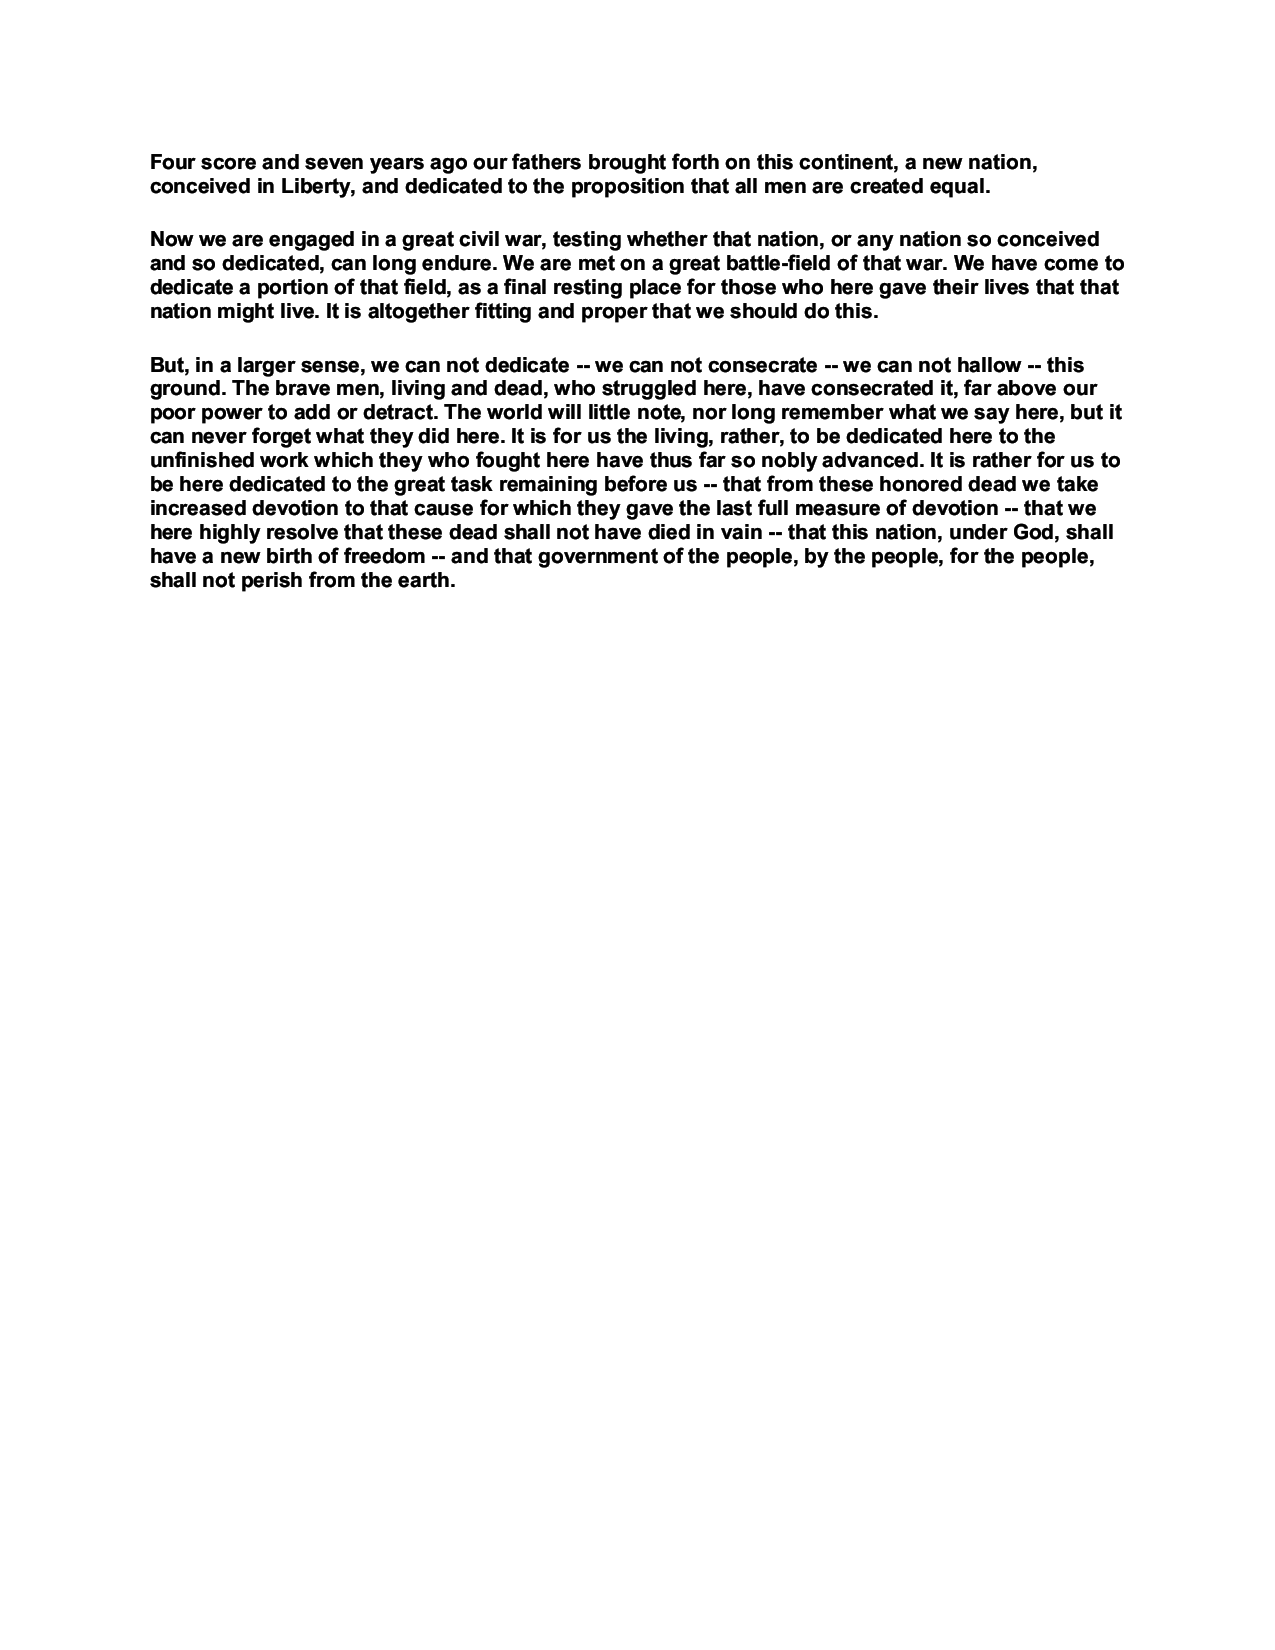 Four score and seven years ago our fathers brought forth on this continent, a new nation,
conceived in Liberty, and dedicated to the proposition that all men are created equal.
Now we are engaged in a great civil war, testing whether that nation, or any nation so conceived
and so dedicated, can long endure. We are met on a great battle-field of that war. We have come to
dedicate a portion of that field, as a final resting place for those who here gave their lives that that
nation might live. It is altogether fitting and proper that we should do this.
But, in a larger sense, we can not dedicate -- we can not consecrate -- we can not hallow -- this
ground. The brave men, living and dead, who struggled here, have consecrated it, far above our
poor power to add or detract. The world will little note, nor long remember what we say here, but it
can never forget what they did here. It is for us the living, rather, to be dedicated here to the
unfinished work which they who fought here have thus far so nobly advanced. It is rather for us to
be here dedicated to the great task remaining before us -- that from these honored dead we take
increased devotion to that cause for which they gave the last full measure of devotion -- that we
here highly resolve that these dead shall not have died in vain -- that this nation, under God, shall
have a new birth of freedom -- and that government of the people, by the people, for the people,
shall not perish from the earth.